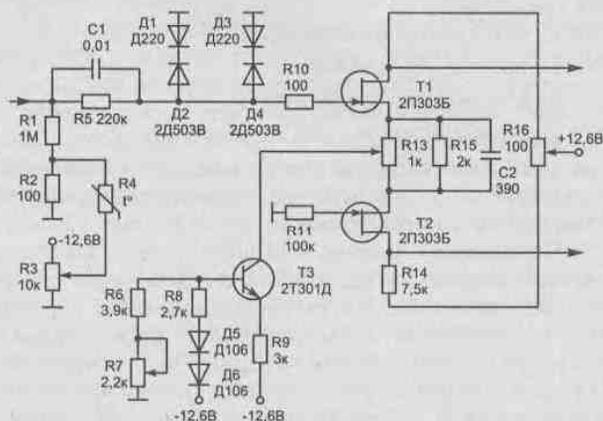 C1
0,01
R5 220к
R1
1М
R2
100
R4
t°
-12,6В
R3
10к
Д1
Д220
Д3
Д220
Д2
2Д503В
Д4
2Д503В
R10
100
T1
2П303Б
R13
1к
R15
2к
C2
390
R16
100
+12,6В
R11
100к
T2
2П303Б
R14
7,5к
T3
2Т301Д
R6
3,9к
R8
2,7к
R7
2,2к
Д5
Д106
Д6
Д106
R9
3к
-12,6В
-12,6В